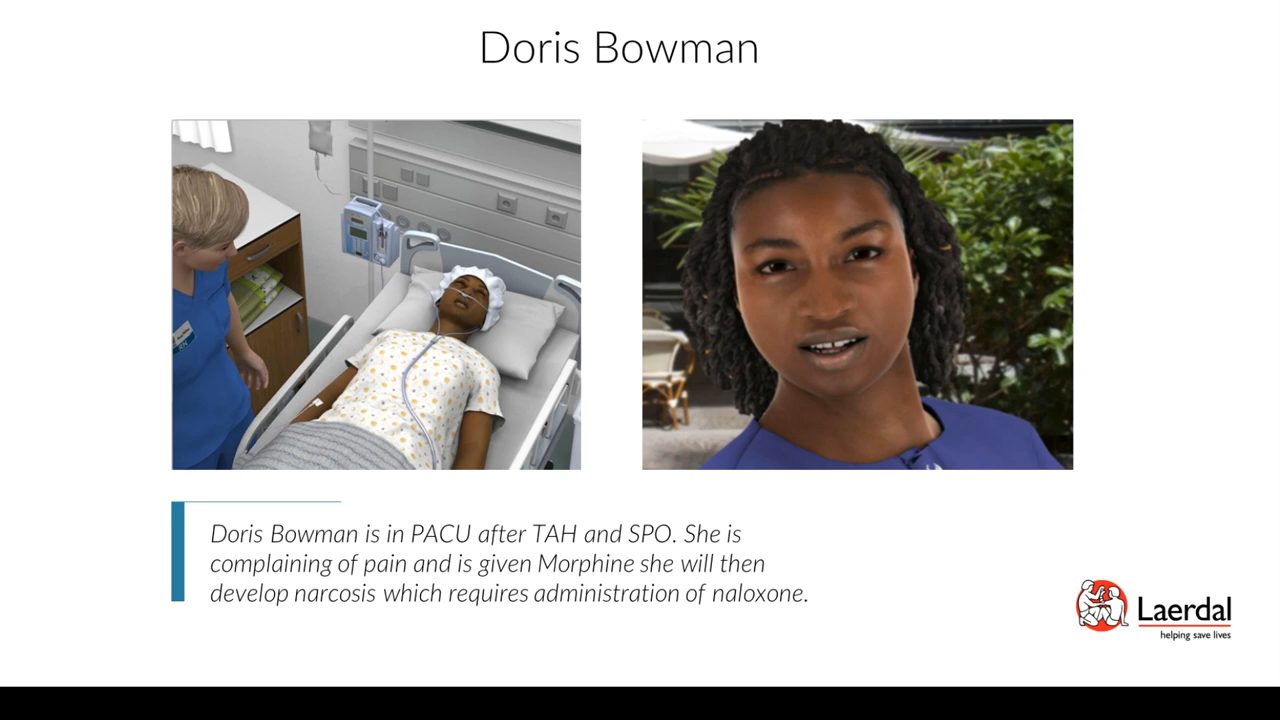 Doris Bowman
Doris Bowman is in PACU after TAH and SPO. She is
complaining of pain and is given Morphine she will then
develop narcosis which requires administration of naloxone.
Laerdal
helping save lives